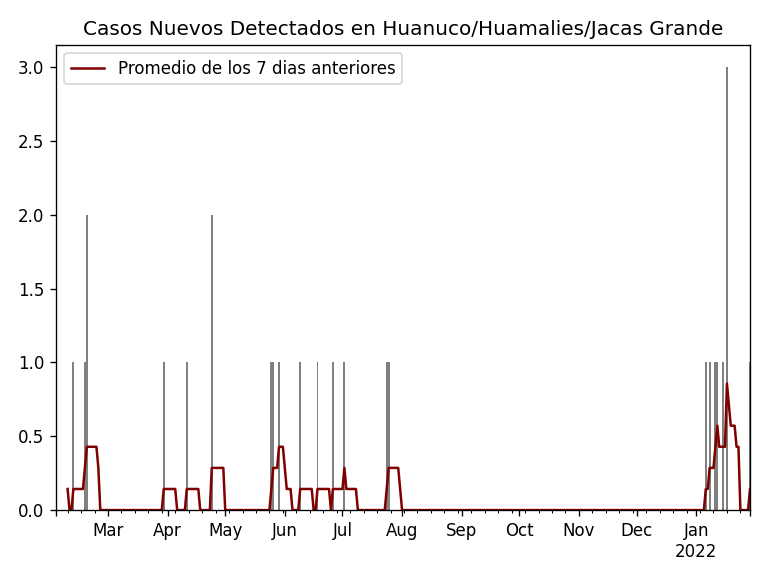 Casos Nuevos Detectados en Huanuco/Huamalies/Jacas Grande
Promedio de los 7 dias anteriores
3.0
2.5
2.0
1.5
1.0
0.5
0.0
Mar Apr May Jun Jul Aug Sep Oct Nov Dec Jan
2022